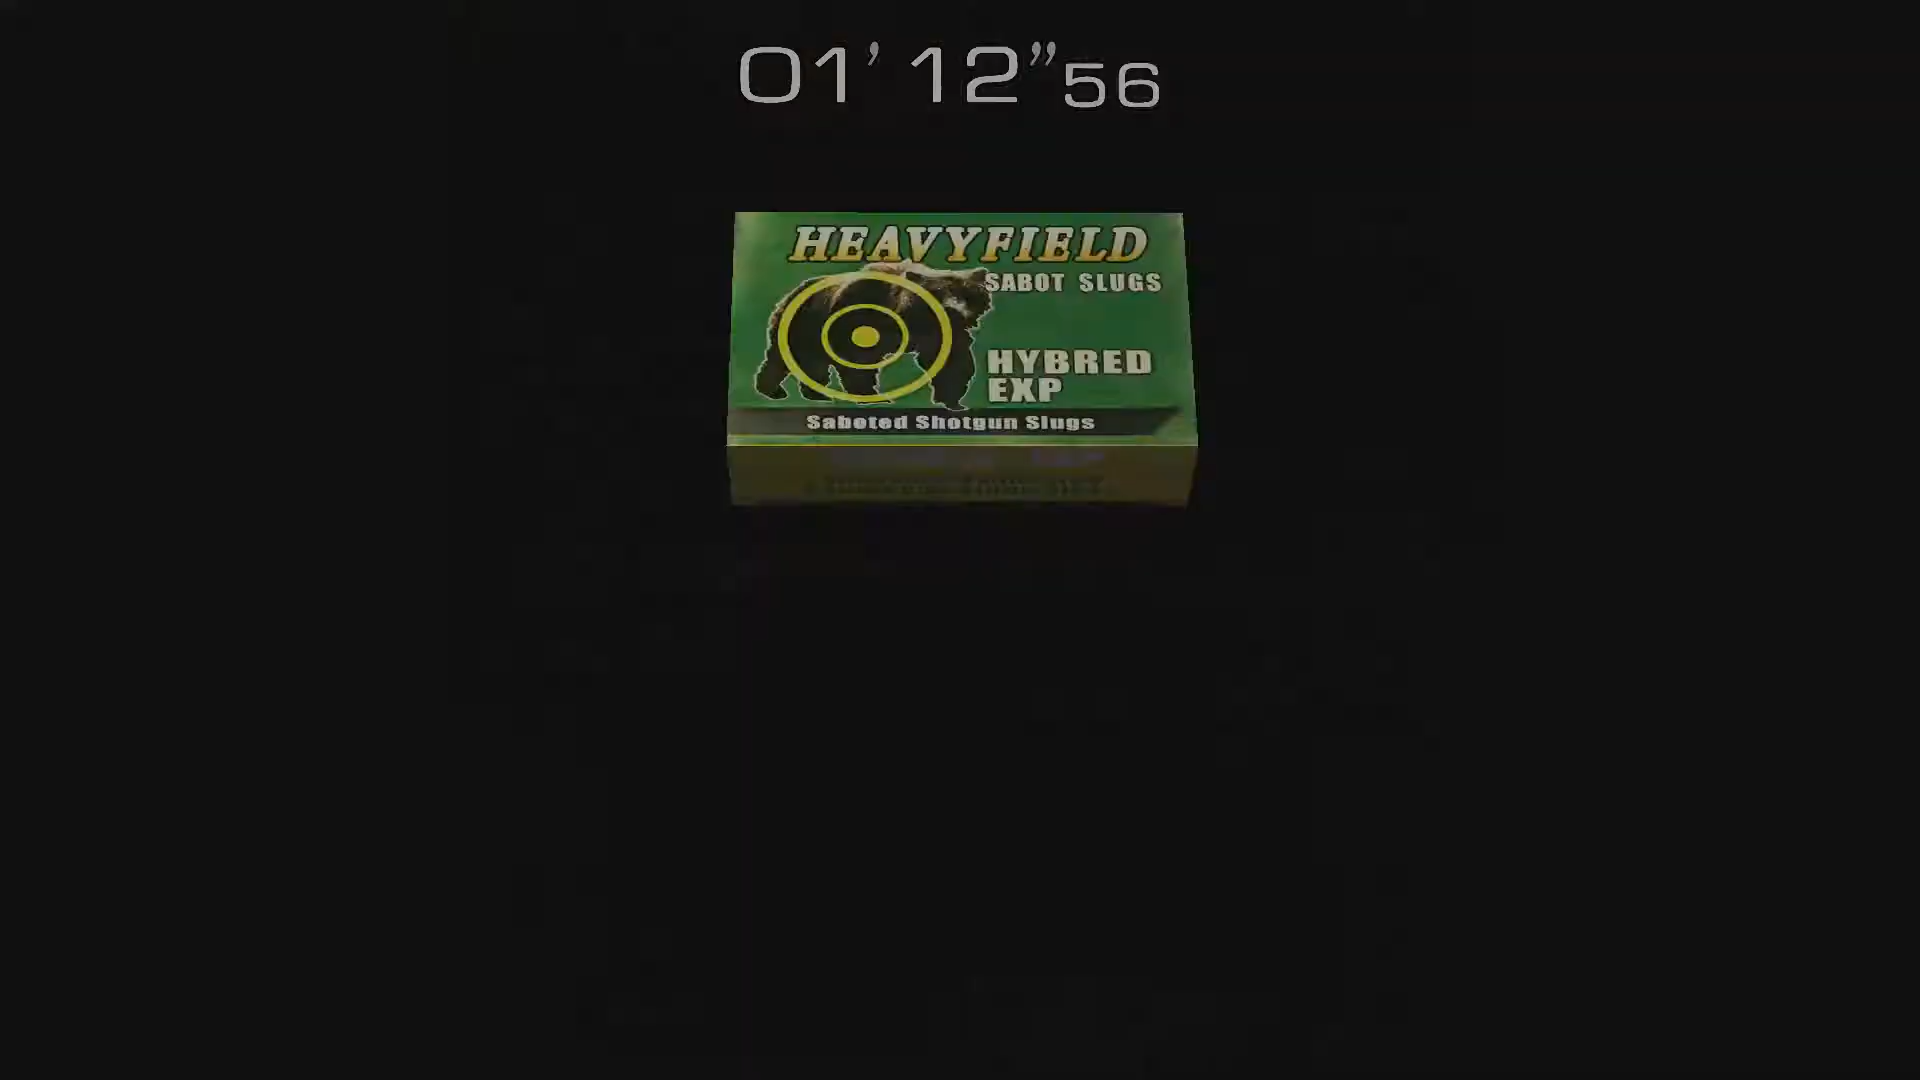 01’12”56
HEAVYFIELD
SABOT SLUGS
HYBRED
EXP
Saboted Shotgun Slugs